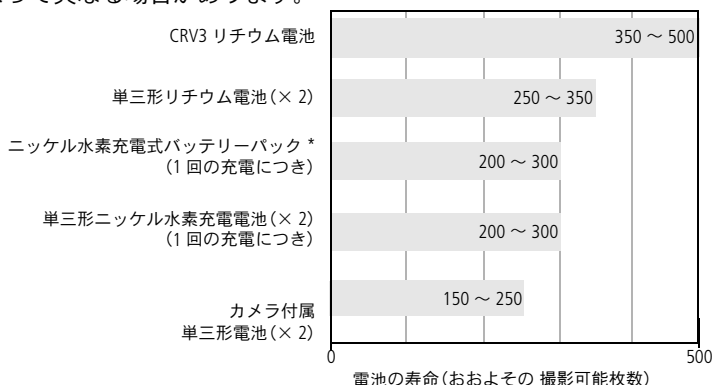 って異なる場合があります。
CRV3 リチウム電池
350 ～ 500
単三形リチウム電池(× 2)
250 ～ 350
ニッケル水素充電式バッテリーパック *
(1 回の充電につき)
200 ～ 300
単三形ニッケル水素充電電池(× 2)
(1 回の充電につき)
200 ～ 300
カメラ付属
単三形電池(× 2)
150 ～ 250
0
500
電池の寿命(おおよその 撮影可能枚数)